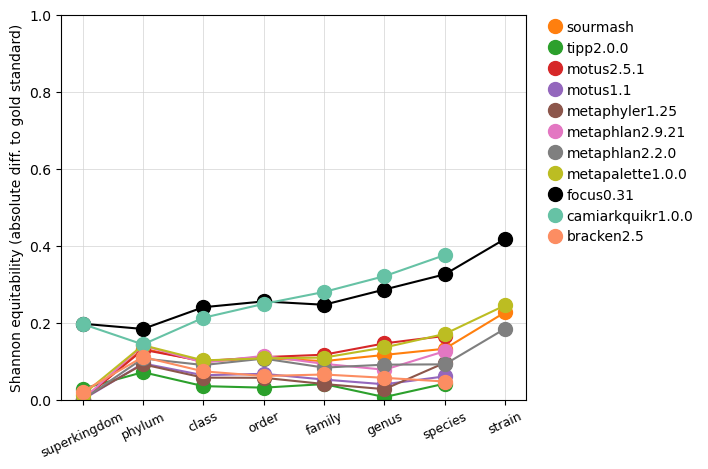 Shannon equitability (absolute diff. to gold standard)
1.0
0.8
0.6
0.4
0.2
0.0
superkingdom
phylum
class
order
family
genus
species
strain
sourmash
tipp2.0.0
motus2.5.1
motus1.1
metaphyler1.25
metaphlan2.9.21
metaphlan2.2.0
metapalette1.0.0
focus0.31
camiarkquikr1.0.0
bracken2.5